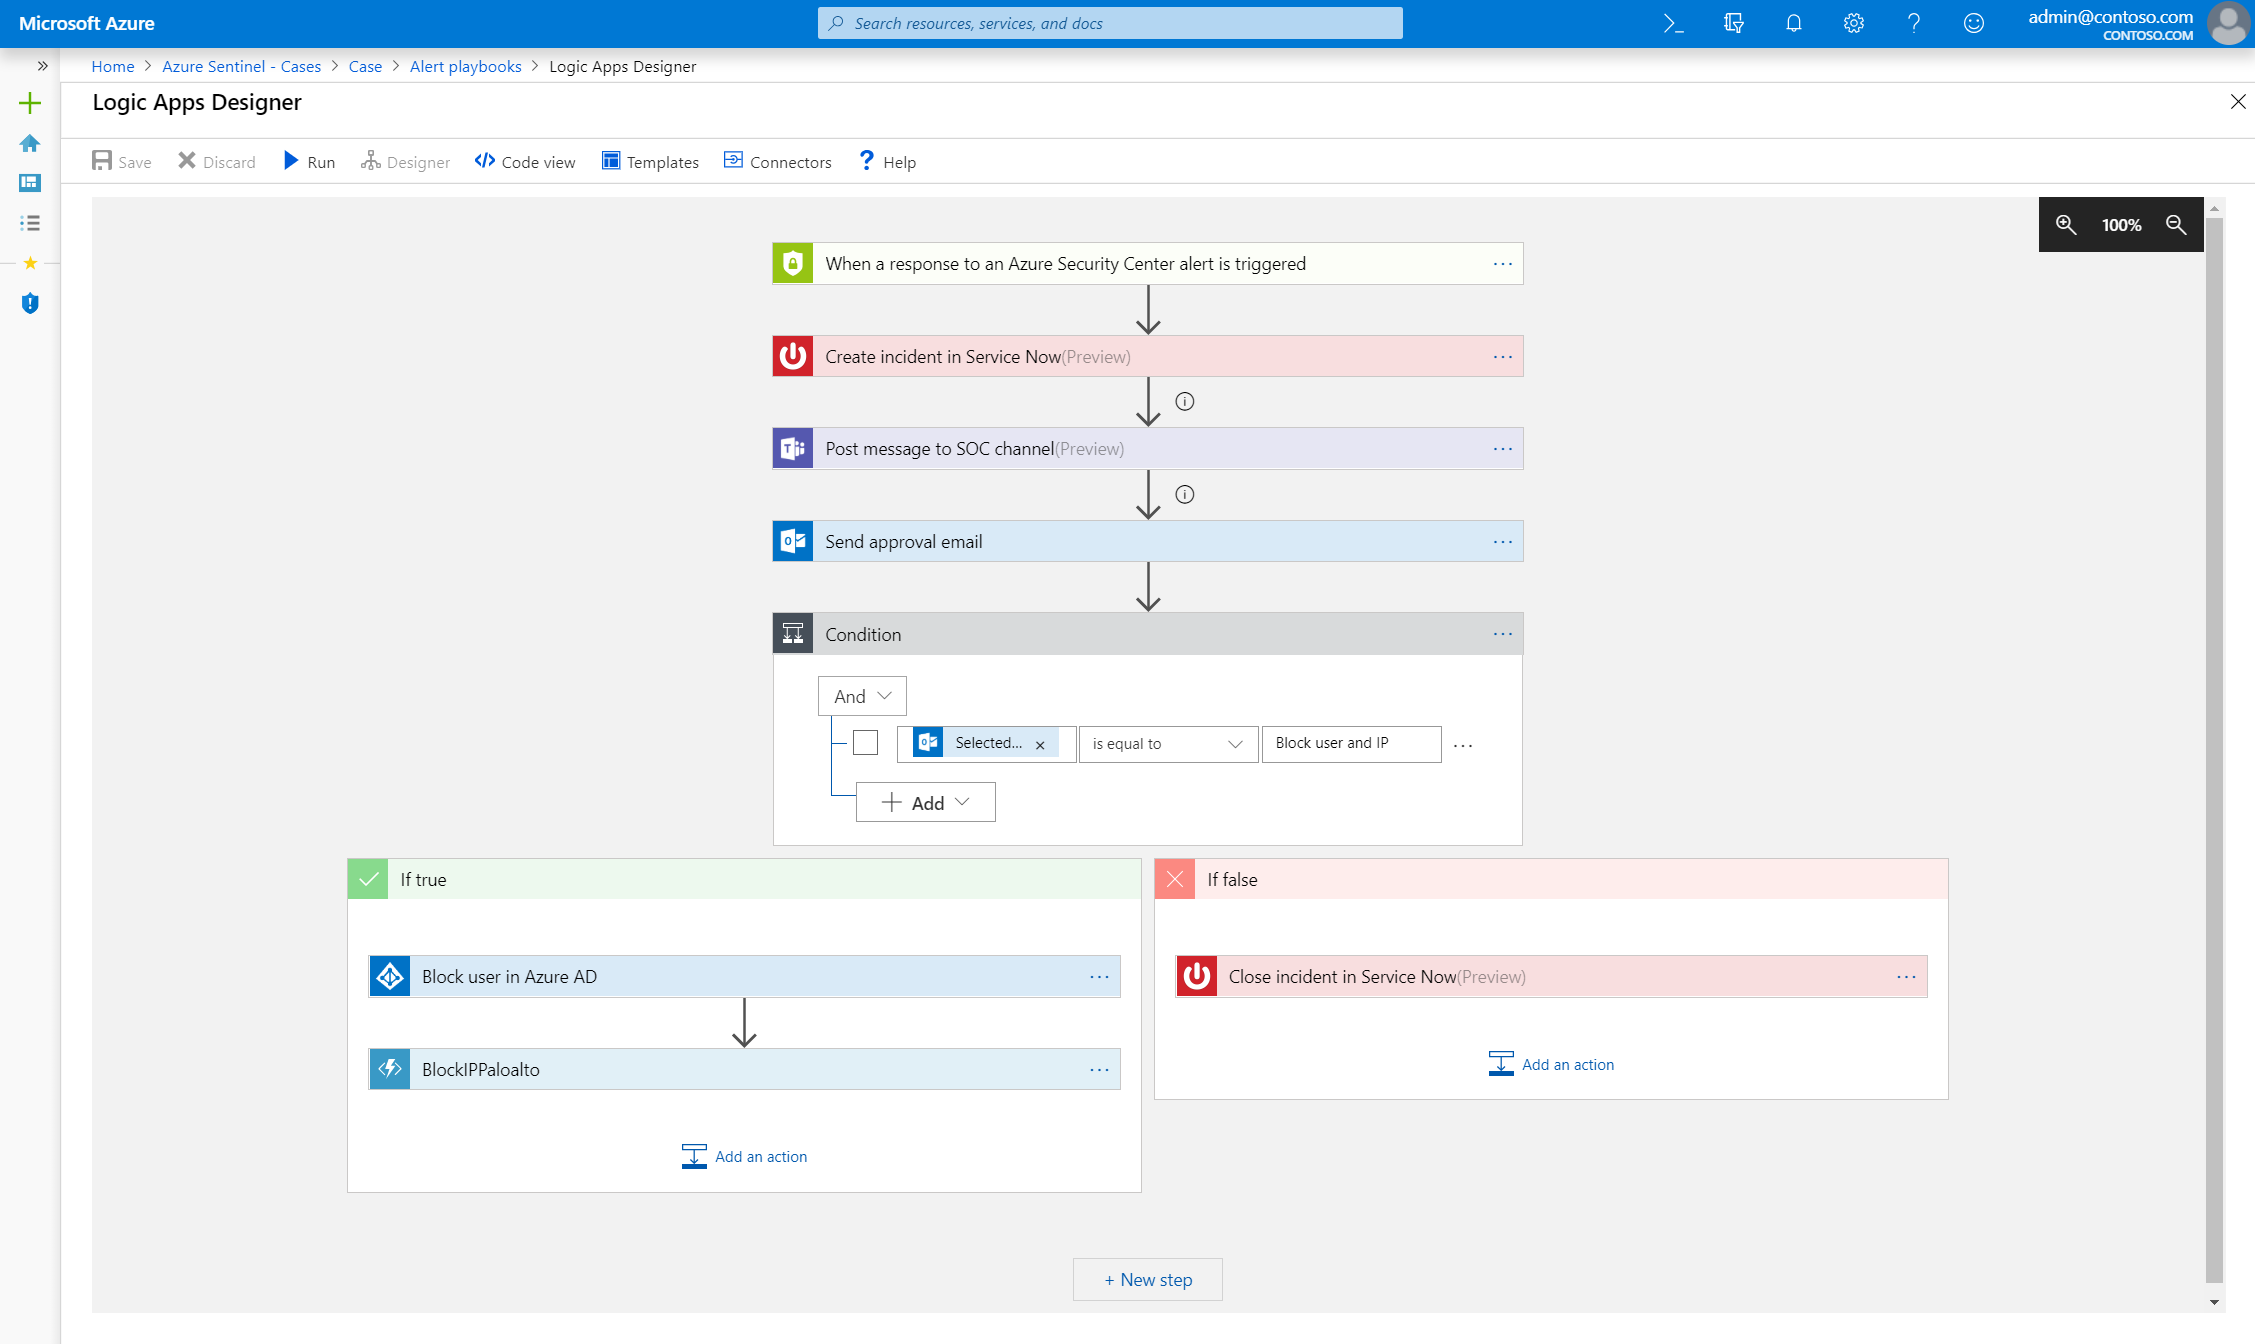 Microsoft Azure
Search resources, services, and docs
admin@contoso.com
CONTOSO.COM
Home > Azure Sentinel - Cases > Case > Alert playbooks > Logic Apps Designer
Logic Apps Designer
Save Discard Run Designer Code view Templates Connectors Help
100%
When a response to an Azure Security Center alert is triggered
Create incident in Service Now(Preview)
Post message to SOC channel(Preview)
Send approval email
Condition
And
Selected... × is equal to Block user and IP
+ Add
If true
Block user in Azure AD
BlockIPPaloalto
Add an action
If false
Close incident in Service Now(Preview)
Add an action
+ New step